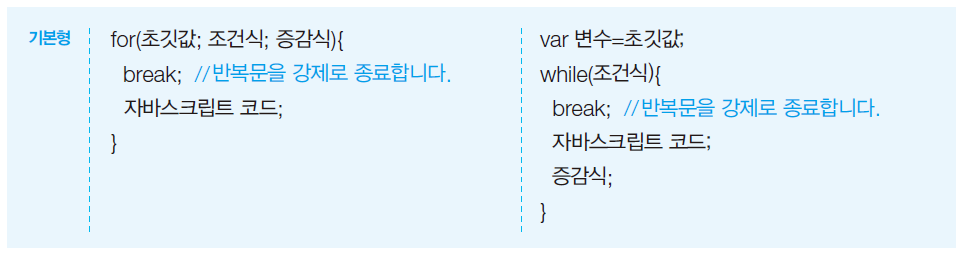 기본형
for(초깃값; 조건식; 증감식){
break; //반복문을 강제로 종료합니다.
자바스크립트 코드;
}
var 변수=초깃값;
while(조건식){
break; //반복문을 강제로 종료합니다.
자바스크립트 코드;
증감식;
}